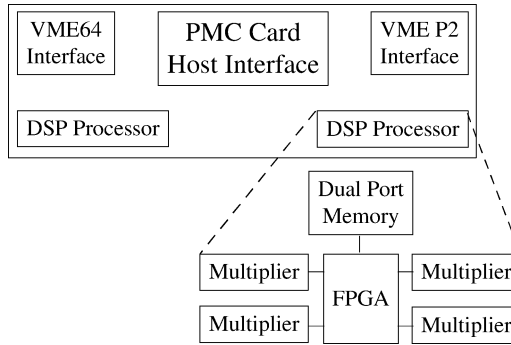 VME64
Interface
PMC Card
Host Interface
VME P2
Interface
DSP Processor
DSP Processor
Dual Port
Memory
Multiplier
FPGA
Multiplier
Multiplier
Multiplier